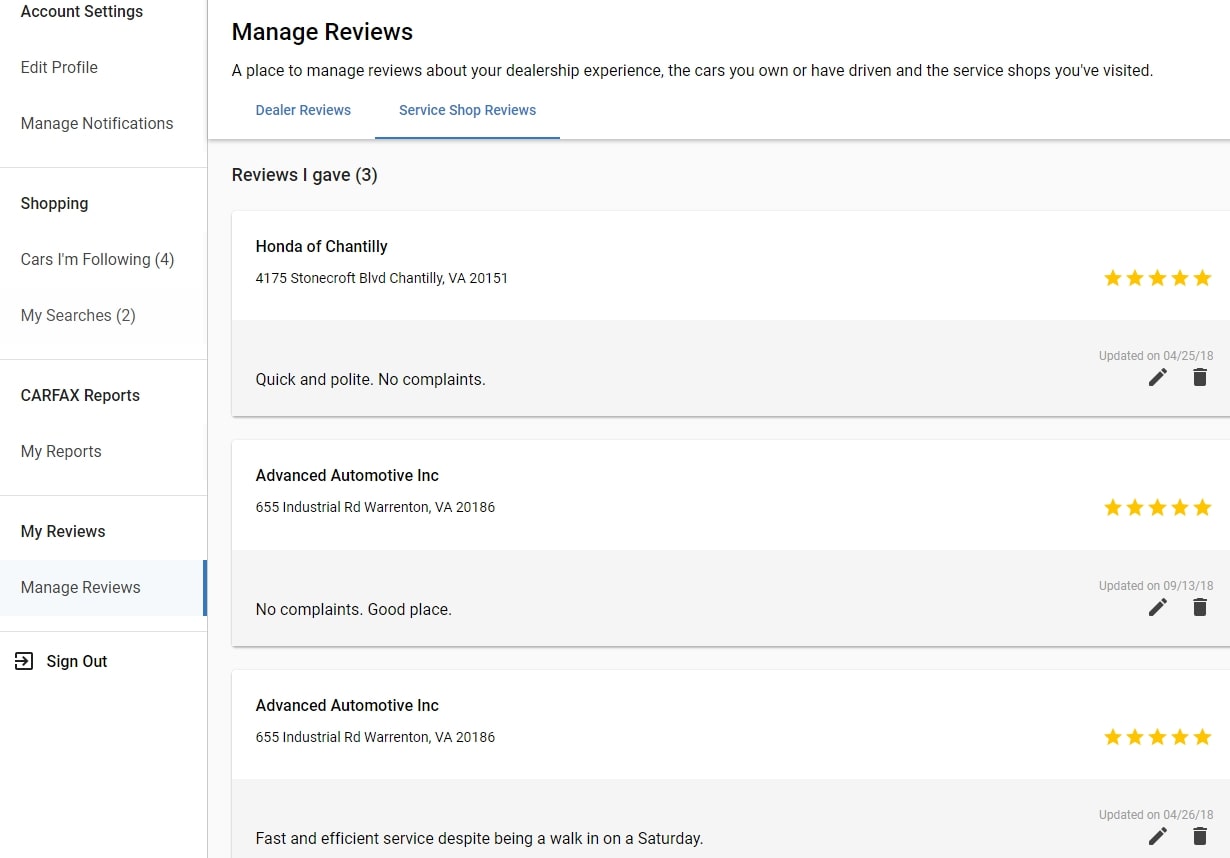 Account Settings
Edit Profile
Manage Notifications
Shopping
Cars I'm Following (4)
My Searches (2)
CARFAX Reports
My Reports
My Reviews
Manage Reviews
Sign Out
Manage Reviews
A place to manage reviews about your dealership experience, the cars you own or have driven and the service shops you've visited.
Dealer Reviews Service Shop Reviews
Reviews I gave (3)
Honda of Chantilly
4175 Stonecroft Blvd Chantilly, VA 20151
Updated on 04/25/18
Quick and polite. No complaints.
Advanced Automotive Inc
655 Industrial Rd Warrenton, VA 20186
Updated on 09/13/18
No complaints. Good place.
Advanced Automotive Inc
655 Industrial Rd Warrenton, VA 20186
Updated on 04/26/18
Fast and efficient service despite being a walk in on a Saturday.